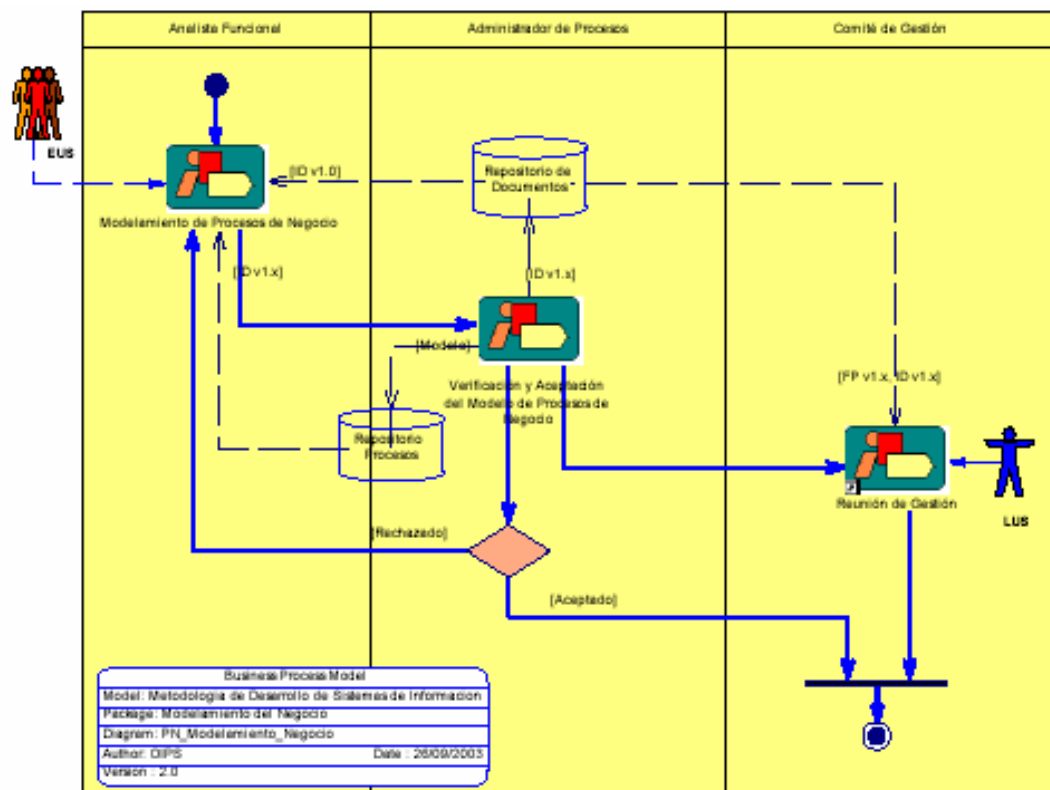 Analista Funcional
Administrador de Procesos
Comité de Gestión
EUS
[ID v1.0]
Repositorio de
Documentos
Modelamiento de Procesos de Negocio
[ID v1.x]
[ID v1.x]
[Modelo]
[FP v1.x, ID v1.x]
Verificacion y Aceptación
del Modelo de Procesos de
Negocio
Repositorio
Procesos
Reunión de Gestión
LUS
[Rechazado]
[Aceptado]
Business Process Model
Model: Metodologia de Desarrollo de Sistemas de Informacion
Package: Modelamiento del Negocio
Diagram: PN_Modelamiento_Negocio
Author: OIPS Date : 26/09/2003
Version : 2.0